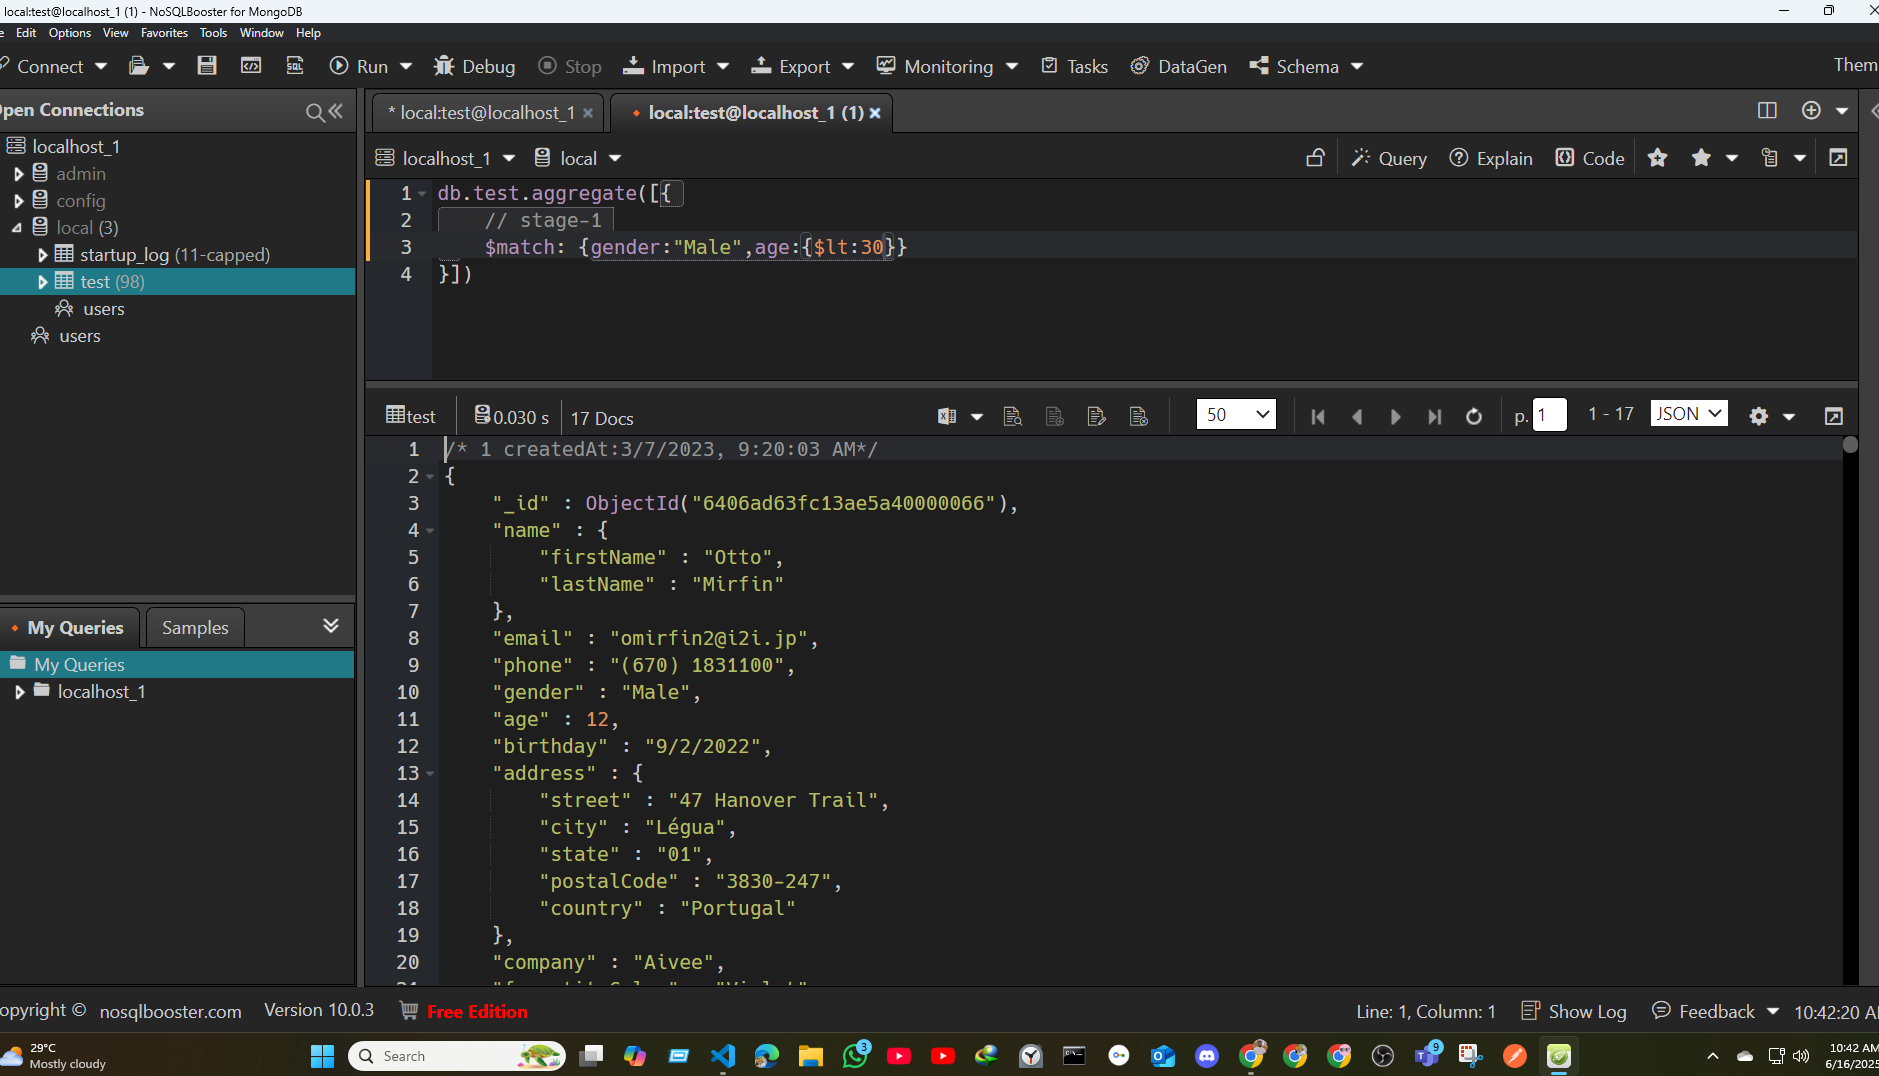 local:test@localhost_1 (1) - NoSQLBooster for MongoDB
e Edit Options View Favorites Tools Window Help
Connect Run Debug Stop Import Export Monitoring Tasks DataGen Schema Them
Open Connections
* local:test@localhost_1 × local:test@localhost_1 (1) ×
localhost_1
admin
config
local (3)
startup_log (11-capped)
test (98)
users
users
localhost_1 local Query Explain Code
1 db.test.aggregate([{
2 // stage-1
3 $match: {gender:"Male",age:{$lt:30}}
4 }])
test 0.030 s 17 Docs 50 p. 1 1 - 17 JSON
1 /* 1 createdAt:3/7/2023, 9:20:03 AM*/
2 {
3 "_id" : ObjectId("6406ad63fc13ae5a40000066"),
4 "name" : {
5 "firstName" : "Otto",
6 "lastName" : "Mirfin"
7 },
8 "email" : "omirfin2@i2i.jp",
9 "phone" : "(670) 1831100",
10 "gender" : "Male",
11 "age" : 12,
12 "birthday" : "9/2/2022",
13 "address" : {
14 "street" : "47 Hanover Trail",
15 "city" : "Légua",
16 "state" : "01",
17 "postalCode" : "3830-247",
18 "country" : "Portugal"
19 },
20 "company" : "Aivee",
My Queries Samples
My Queries
localhost_1
opyright © nosqlbooster.com Version 10.0.3 Free Edition Line: 1, Column: 1 Show Log Feedback 10:42:20 AM
29°C
Mostly cloudy
Search
3
9
10:42 AM
6/16/2025